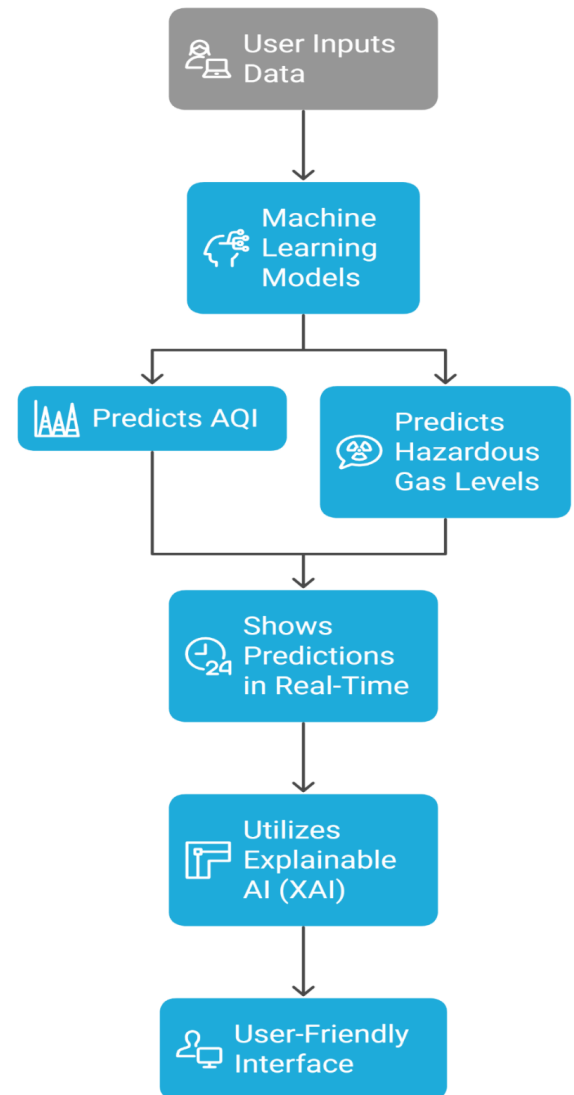 User Inputs
Data
Machine
Learning
Models
Predicts AQI
Predicts
Hazardous
Gas Levels
Shows
Predictions
in Real-Time
24
Utilizes
Explainable
AI (XAI)
User-Friendly
Interface